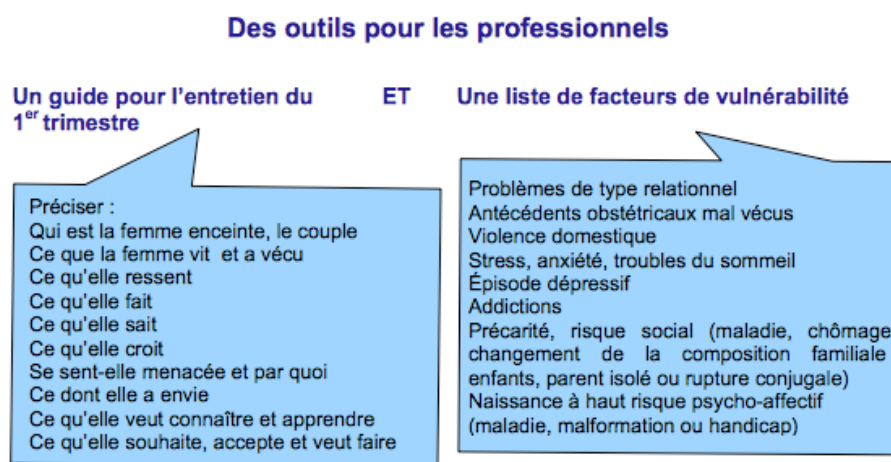 Des outils pour les professionnels
Un guide pour l'entretien du 1er trimestre
ET
Une liste de facteurs de vulnérabilité
Préciser :
Qui est la femme enceinte, le couple
Ce que la femme vit et a vécu
Ce qu'elle ressent
Ce qu'elle fait
Ce qu'elle sait
Ce qu'elle croit
Se sent-elle menacée et par quoi
Ce dont elle a envie
Ce qu'elle veut connaître et apprendre
Ce qu'elle souhaite, accepte et veut faire
Problèmes de type relationnel
Antécédents obstétricaux mal vécus
Violence domestique
Stress, anxiété, troubles du sommeil
Épisode dépressif
Addictions
Précarité, risque social (maladie, chômage
changement de la composition familiale
enfants, parent isolé ou rupture conjugale)
Naissance à haut risque psycho-affectif
(maladie, malformation ou handicap)